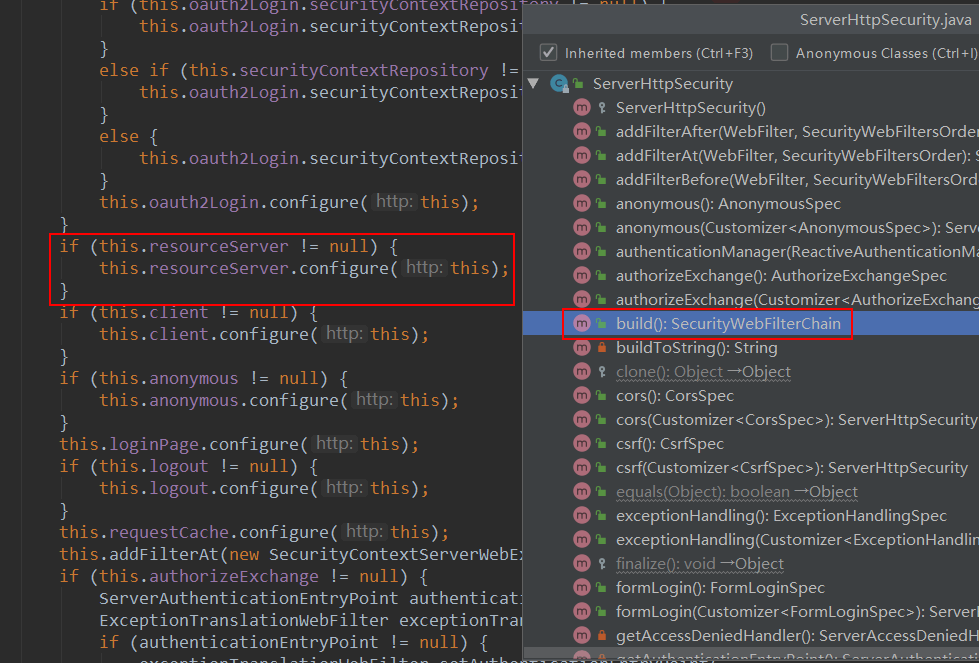 if (this.oauth2Login.securityContextRepository != null) {
this.oauth2Login.securityContextReposi
}
else if (this.securityContextRepository !=
this.oauth2Login.securityContextReposi
}
else {
this.oauth2Login.securityContextReposi
}
this.oauth2Login.configure( http: this);
}
if (this.resourceServer != null) {
this.resourceServer.configure( http: this);
}
if (this.client != null) {
this.client.configure( http: this);
}
if (this.anonymous != null) {
this.anonymous.configure( http: this);
}
this.loginPage.configure( http: this);
if (this.logout != null) {
this.logout.configure( http: this);
}
this.requestCache.configure( http: this);
this.addFilterAt(new SecurityContextServerWebEx
if (this.authorizeExchange != null) {
ServerAuthenticationEntryPoint authenticati
ExceptionTranslationWebFilter exceptionTran
if (authenticationEntryPoint != null) {
ServerHttpSecurity.java
Inherited members (Ctrl+F3) Anonymous Classes (Ctrl+I)
ServerHttpSecurity
ServerHttpSecurity()
addFilterAfter(WebFilter, SecurityWebFiltersOrder
addFilterAt(WebFilter, SecurityWebFiltersOrder): S
addFilterBefore(WebFilter, SecurityWebFiltersOrd
anonymous(): AnonymousSpec
anonymous(Customizer<AnonymousSpec>): Serve
authenticationManager(ReactiveAuthenticationMa
authorizeExchange(): AuthorizeExchangeSpec
authorizeExchange(Customizer<AuthorizeExchang
build(): SecurityWebFilterChain
buildToString(): String
clone(): Object →Object
cors(): CorsSpec
cors(Customizer<CorsSpec>): ServerHttpSecurity
csrf(): CsrfSpec
csrf(Customizer<CsrfSpec>): ServerHttpSecurity
equals(Object): boolean →Object
exceptionHandling(): ExceptionHandlingSpec
exceptionHandling(Customizer<ExceptionHandlin
finalize(): void →Object
formLogin(): FormLoginSpec
formLogin(Customizer<FormLoginSpec>): ServerH
getAccessDeniedHandler(): ServerAccessDeniedH